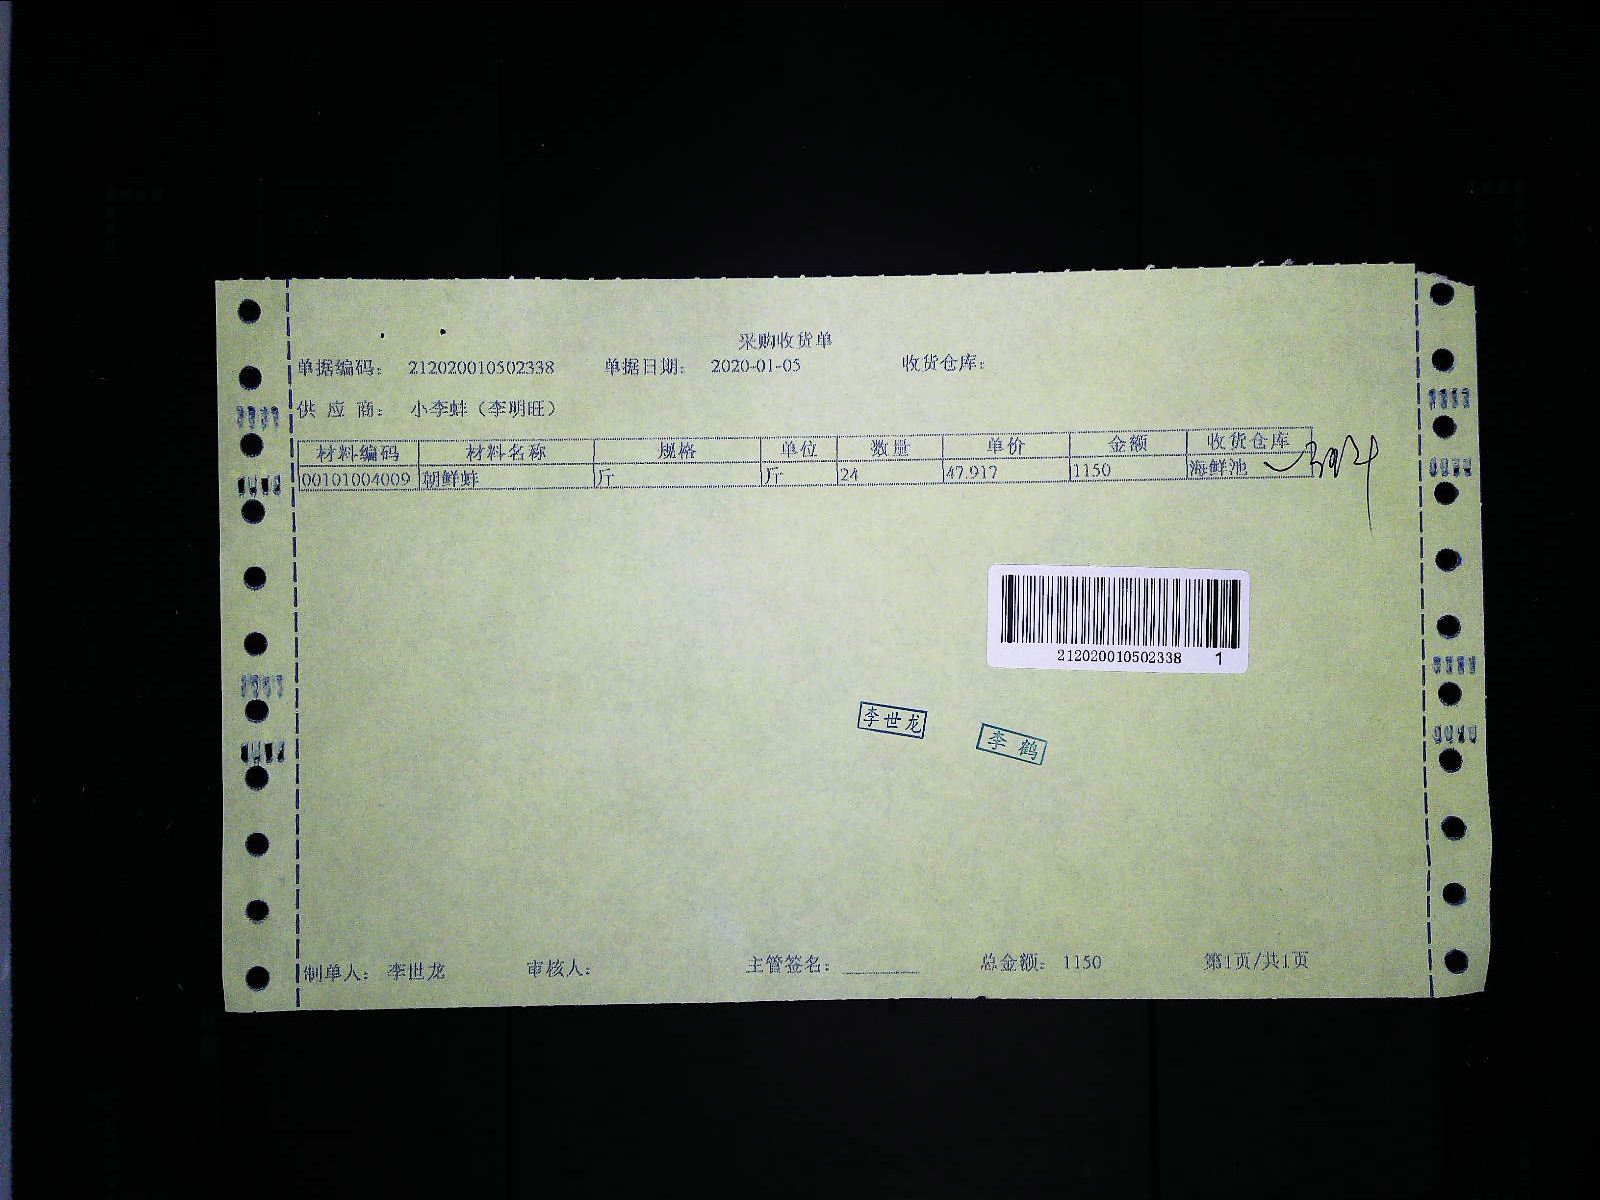 采购收货单
单据编码: 212020010502338 单据日期: 2020-01-05 收货仓库:
供应商: 小李蚌（李明旺）
材料编码 材料名称 规格 单位 数量 单价 金额 收货仓库
00101004009 朝鲜蚌 斤 斤 24 47.917 1150 海鲜池
212020010502338 1
李世龙
李鹤
制单人: 李世龙 审核人: 主管签名: 总金额: 1150 第1页/共1页